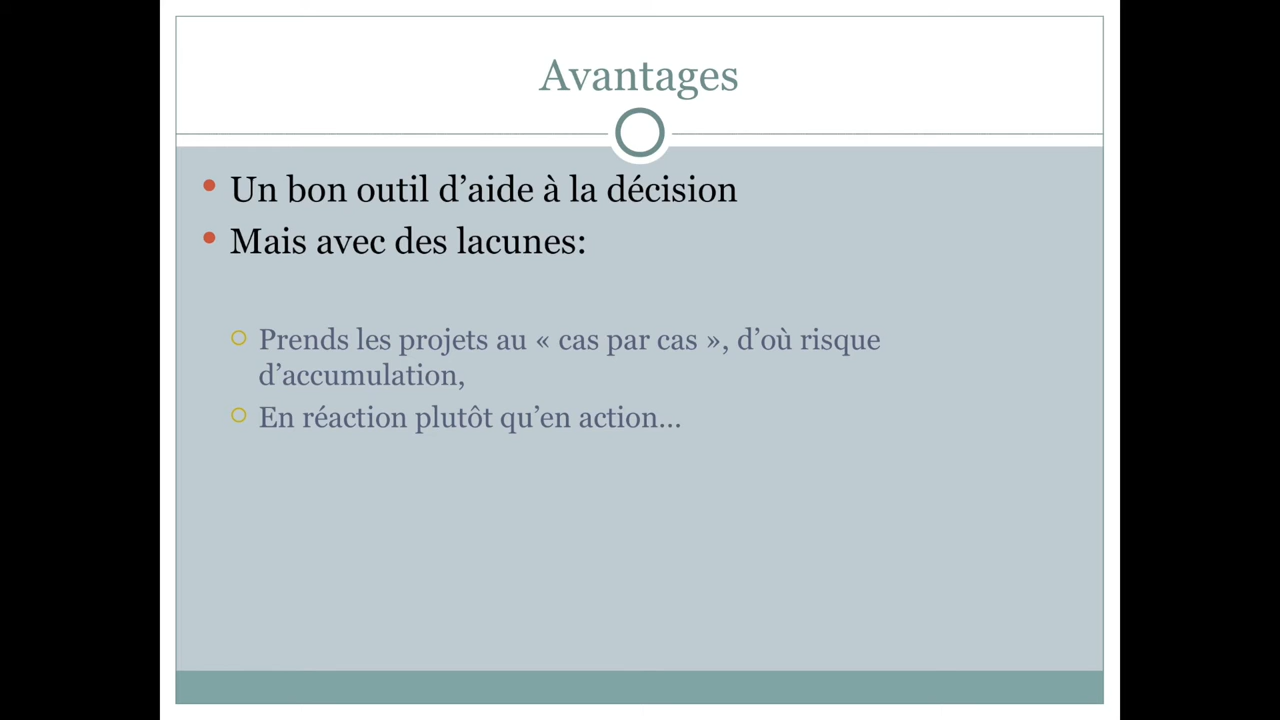 Avantages
Un bon outil d’aide à la décision
Mais avec des lacunes:
Prends les projets au « cas par cas », d’où risque
d’accumulation,
En réaction plutôt qu’en action…